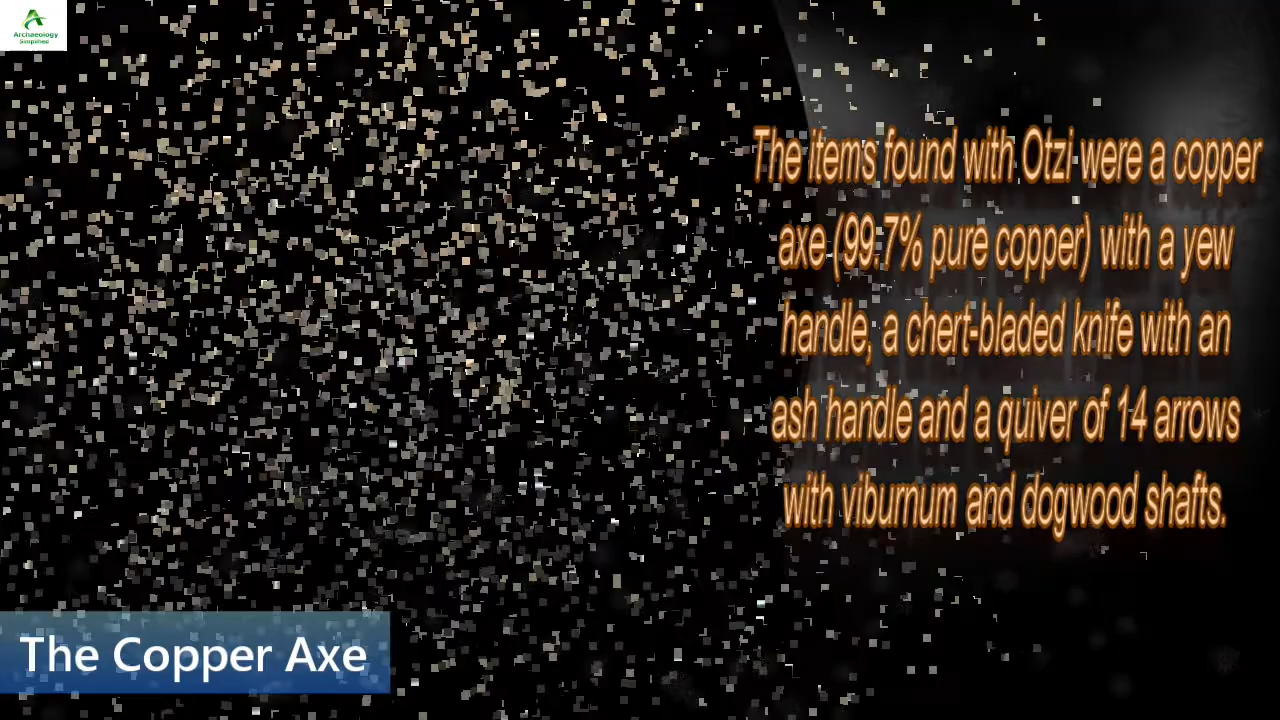 Archaeology
Simplified
The items found with Otzi were a copper
axe (99.7% pure copper) with a yew
handle, a chert-bladed knife with an
ash handle and a quiver of 14 arrows
with viburnum and dogwood shafts.
The Copper Axe